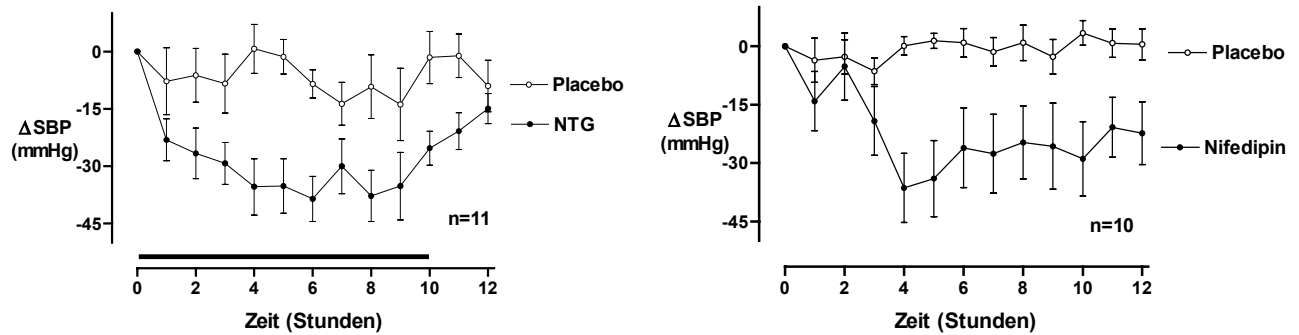 0
-15
-30
-45
ΔSBP
(mmHg)
Placebo
NTG
n=11
0 2 4 6 8 10 12
Zeit (Stunden)
0
-15
-30
-45
ΔSBP
(mmHg)
Placebo
Nifedipin
n=10
0 2 4 6 8 10 12
Zeit (Stunden)